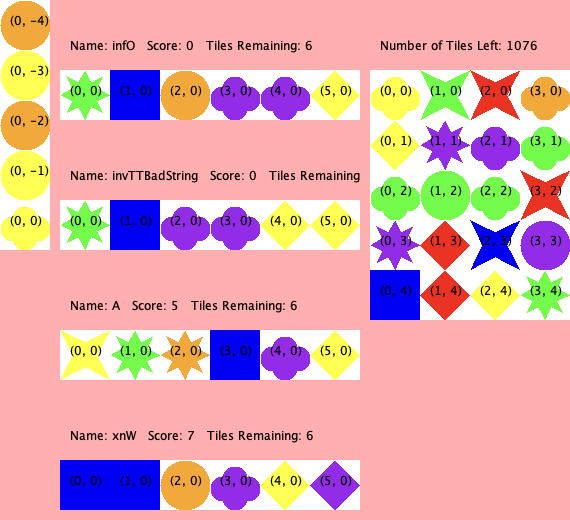 (0, -4)
(0, -3)
(0, -2)
(0, -1)
(0, 0)
Name: infO Score: 0 Tiles Remaining: 6
(0, 0) (1, 0) (2, 0) (3, 0) (4, 0) (5, 0)
Name: invTTBadString Score: 0 Tiles Remaining
(0, 0) (1, 0) (2, 0) (3, 0) (4, 0) (5, 0)
Name: A Score: 5 Tiles Remaining: 6
(0, 0) (1, 0) (2, 0) (3, 0) (4, 0) (5, 0)
Name: xnW Score: 7 Tiles Remaining: 6
(0, 0) (1, 0) (2, 0) (3, 0) (4, 0) (5, 0)
Number of Tiles Left: 1076
(0, 0) (1, 0) (2, 0) (3, 0)
(0, 1) (1, 1) (2, 1) (3, 1)
(0, 2) (1, 2) (2, 2) (3, 2)
(0, 3) (1, 3) (2, 3) (3, 3)
(0, 4) (1, 4) (2, 4) (3, 4)